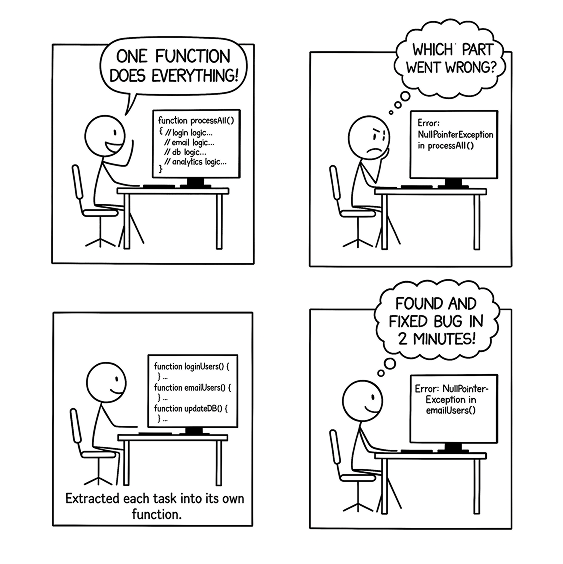 ONE FUNCTION
DOES EVERYTHING!
function processAll()
{ //login logic...
// email logic...
// db logic...
// analytics logic...
}
WHICH PART
WENT WRONG?
Error:
NullPointerException
in processAll()
function loginUsers() {
} ...
function emailUsers() {
} ...
function updateDB() {
} ...
Extracted each task into its own
function.
FOUND AND
FIXED BUG IN
2 MINUTES!
Error: NullPointer-
Exception in
emailUsers()